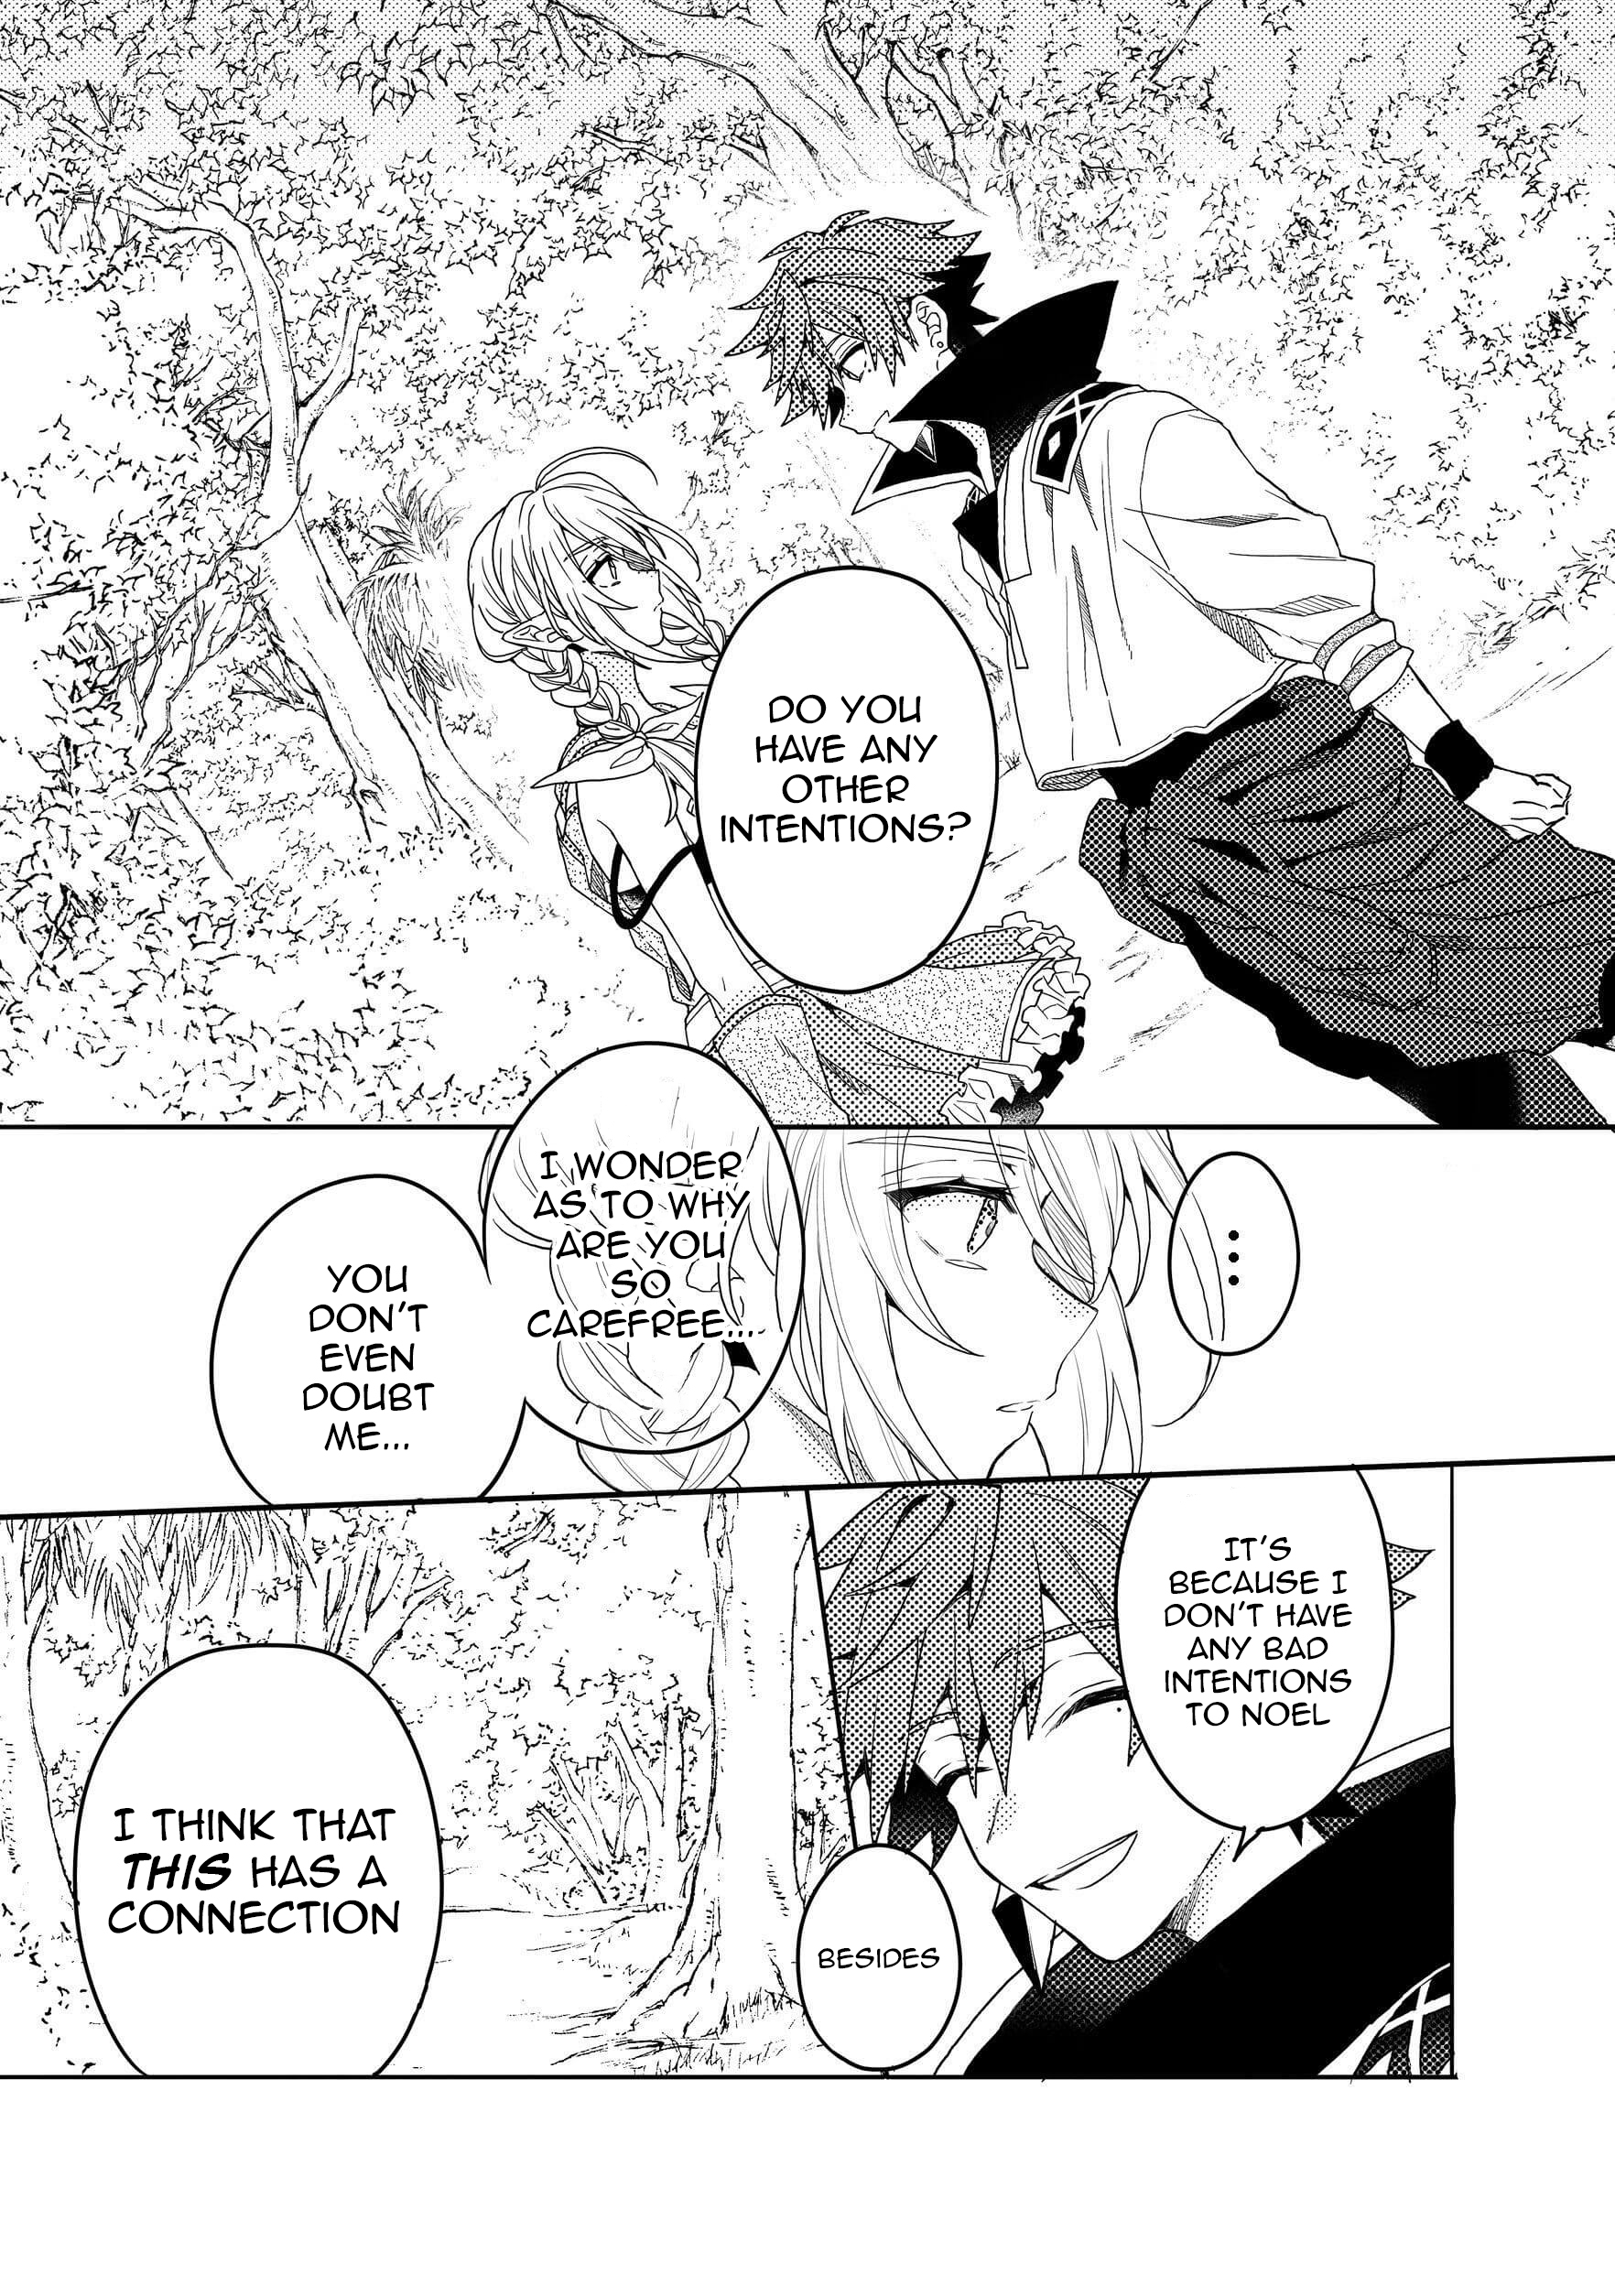 DO YOU
HAVE ANY
OTHER
INTENTIONS?
...
I WONDER
AS TO WHY
ARE YOU
SO
CAREFREE...
YOU
DON'T
EVEN
DOUBT
ME...
IT'S
BECAUSE I
DON'T HAVE
ANY BAD
INTENTIONS
TO NOEL
BESIDES
I THINK THAT
THIS HAS A
CONNECTION